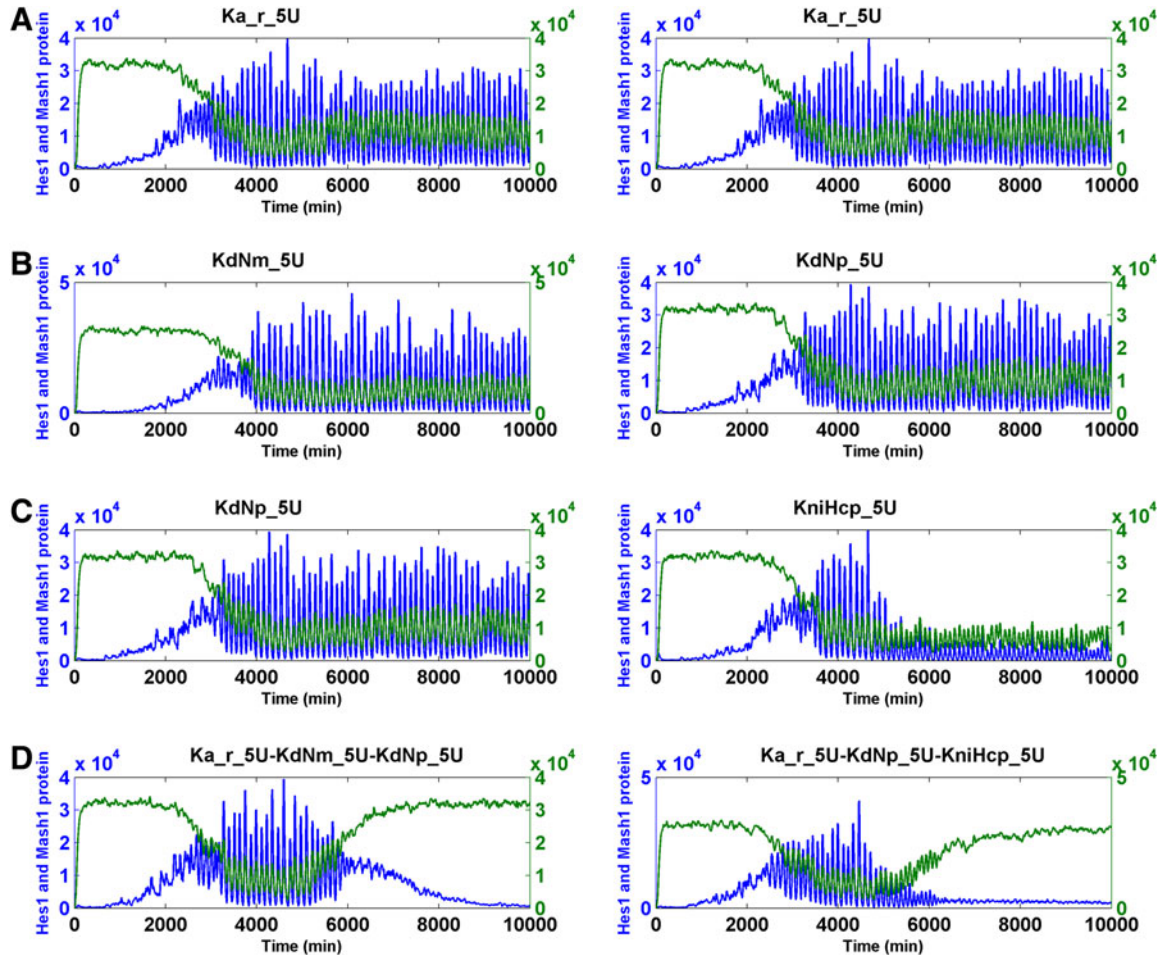 A
Ka_r_5U
x 10^4
x 10^4
Hes1 and Mash1 protein
4
3
2
1
0
4
3
2
1
0
0 2000 4000 6000 8000 10000
Time (min)
Ka_r_5U
x 10^4
x 10^4
Hes1 and Mash1 protein
4
3
2
1
0
4
3
2
1
0
0 2000 4000 6000 8000 10000
Time (min)
B
KdNm_5U
x 10^4
x 10^4
Hes1 and Mash1 protein
5
0
5
0
0 2000 4000 6000 8000 10000
Time (min)
KdNp_5U
x 10^4
x 10^4
Hes1 and Mash1 protein
4
3
2
1
0
4
3
2
1
0
0 2000 4000 6000 8000 10000
Time (min)
C
KdNp_5U
x 10^4
x 10^4
Hes1 and Mash1 protein
4
3
2
1
0
4
3
2
1
0
0 2000 4000 6000 8000 10000
Time (min)
KniHcp_5U
x 10^4
x 10^4
Hes1 and Mash1 protein
4
3
2
1
0
4
3
2
1
0
0 2000 4000 6000 8000 10000
Time (min)
D
Ka_r_5U-KdNm_5U-KdNp_5U
x 10^4
x 10^4
Hes1 and Mash1 protein
4
3
2
1
0
4
3
2
1
0
0 2000 4000 6000 8000 10000
Time (min)
Ka_r_5U-KdNp_5U-KniHcp_5U
x 10^4
x 10^4
Hes1 and Mash1 protein
5
0
5
0
0 2000 4000 6000 8000 10000
Time (min)